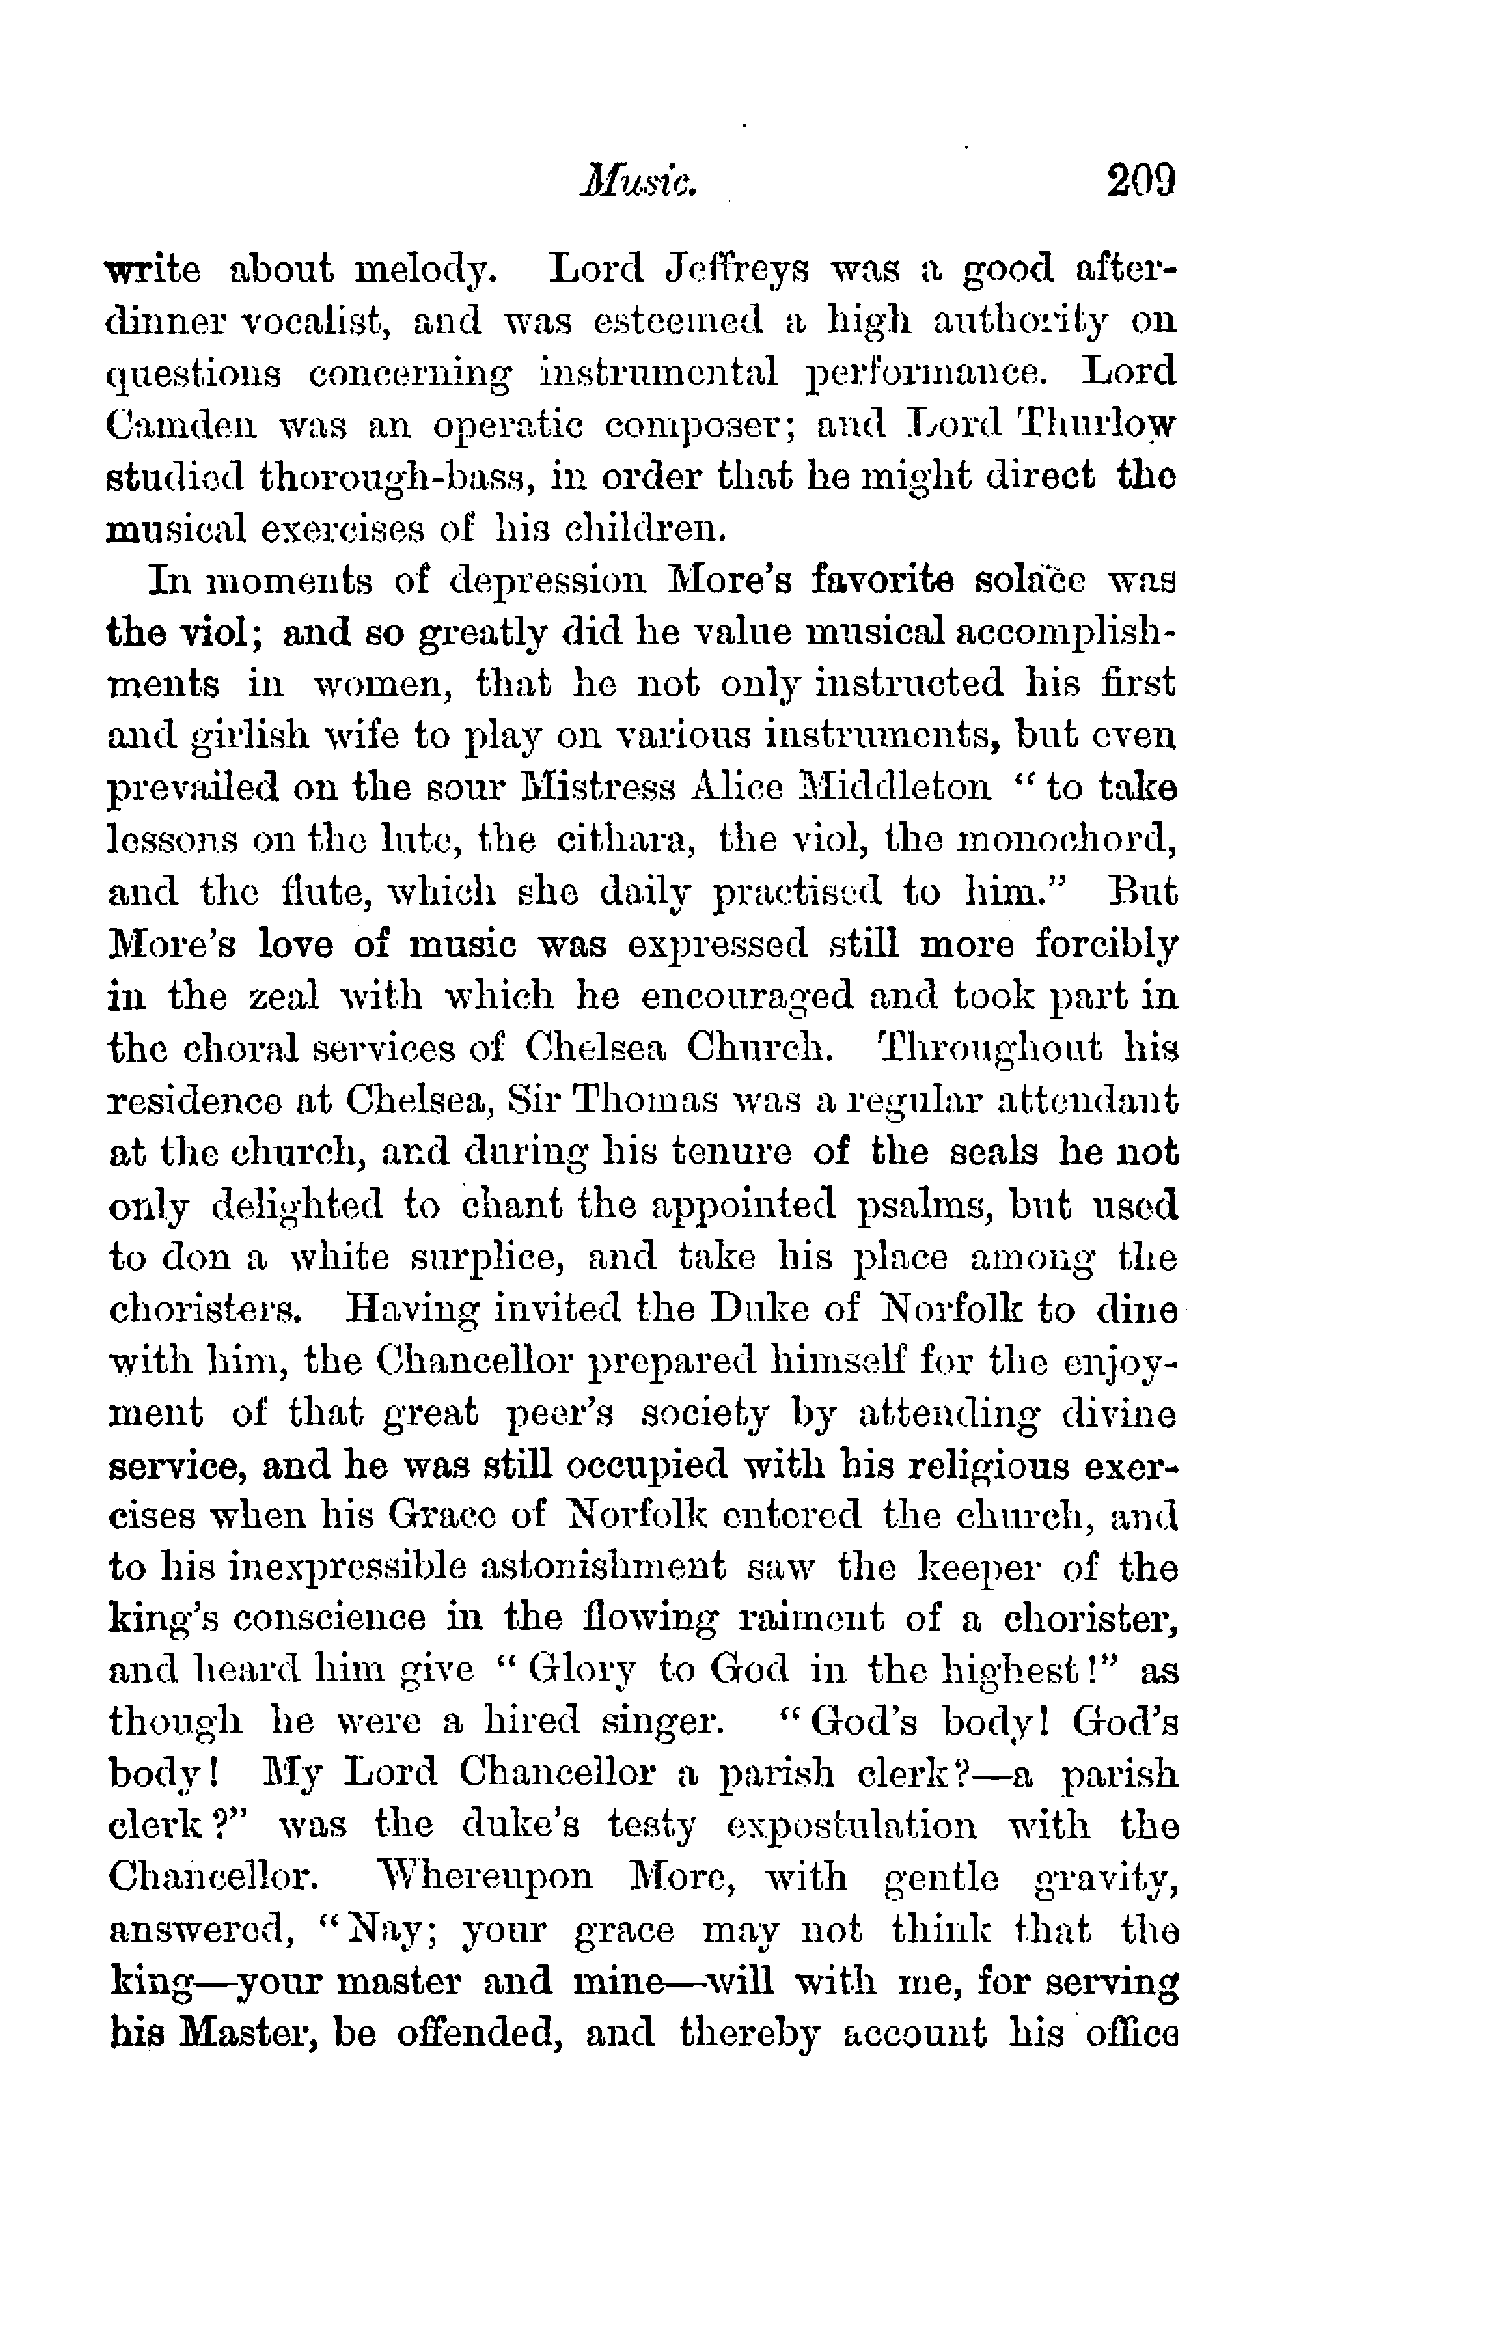 Music. 209
write about melody. Lord Jeffreys was a good after-
dinner vocalist, and was esteemed a high authority on
questions concerning instrumental performance. Lord
Camden was an operatic composer; and Lord Thurlow
studied thorough-bass, in order that he might direct the
musical exercises of his children.
In moments of depression More's favorite solace was
the viol; and so greatly did he value musical accomplish-
ments in women, that he not only instructed his first
and girlish wife to play on various instruments, but even
prevailed on the sour Mistress Alice Middleton "to take
lessons on the lute, the cithara, the viol, the monochord,
and the flute, which she daily practised to him." But
More's love of music was expressed still more forcibly
in the zeal with which he encouraged and took part in
the choral services of Chelsea Church. Throughout his
residence at Chelsea, Sir Thomas was a regular attendant
at the church, and during his tenure of the seals he not
only delighted to chant the appointed psalms, but used
to don a white surplice, and take his place among the
choristers. Having invited the Duke of Norfolk to dine
with him, the Chancellor prepared himself for the enjoy-
ment of that great peer's society by attending divine
service, and he was still occupied with his religious exer-
cises when his Grace of Norfolk entered the church, and
to his inexpressible astonishment saw the keeper of the
king's conscience in the flowing raiment of a chorister,
and heard him give "Glory to God in the highest!" as
though he were a hired singer. "God's body! God's
body! My Lord Chancellor a parish clerk?—a parish
clerk?" was the duke's testy expostulation with the
Chancellor. Whereupon More, with gentle gravity,
answered, "Nay; your grace may not think that the
king—your master and mine—will with me, for serving
his Master, be offended, and thereby account his office